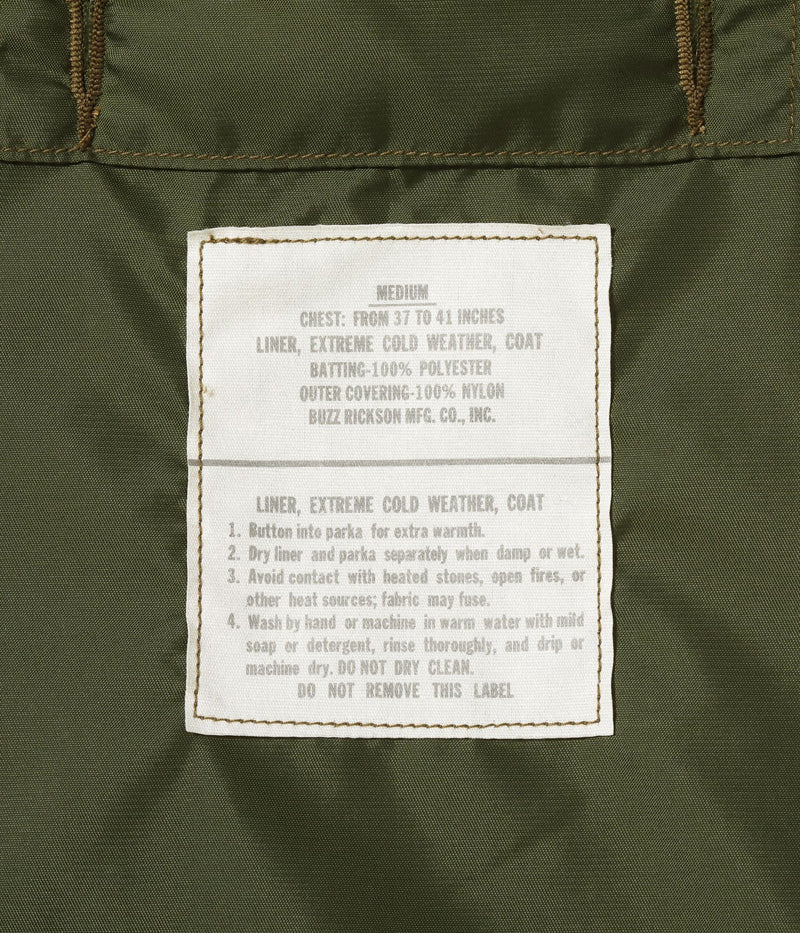 MEDIUM
CHEST: FROM 37 TO 41 INCHES
LINER, EXTREME COLD WEATHER, COAT
BATTING-100% POLYESTER
OUTER COVERING-100% NYLON
BUZZ RICKSON MFG. CO., INC.
LINER, EXTREME COLD WEATHER, COAT
1. Button into parka for extra warmth.
2. Dry liner and parka separately when damp or wet.
3. Avoid contact with heated stones, open fires, or
other heat sources; fabric may fuse.
4. Wash by hand or machine in warm water with mild
soap or detergent, rinse thoroughly, and drip or
machine dry. DO NOT DRY CLEAN.
DO NOT REMOVE THIS LABEL